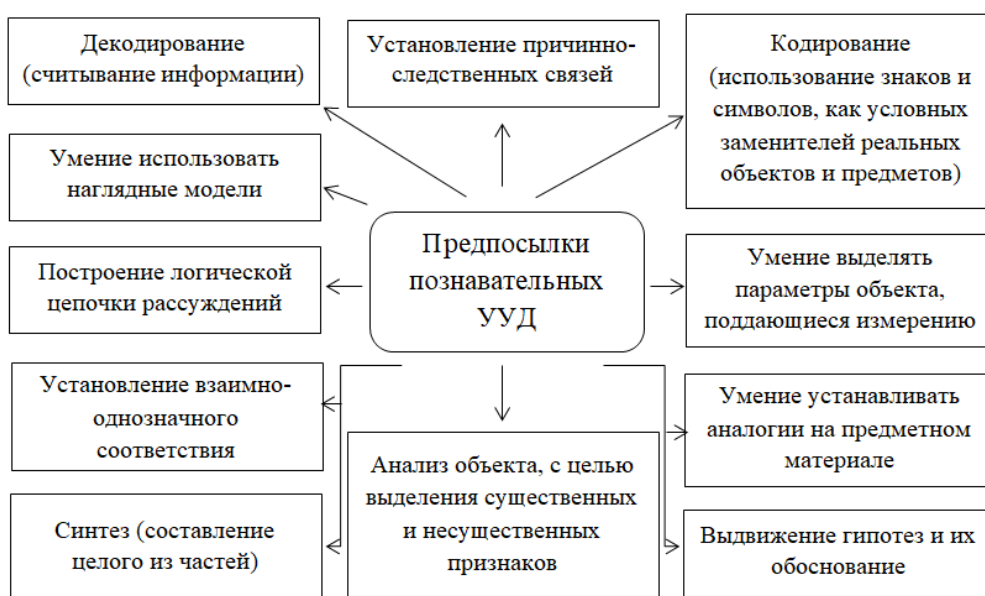 Декодирование
(считывание информации)
Установление причинно-
следственных связей
Кодирование
(использование знаков и
символов, как условных
заменителей реальных
объектов и предметов)
Умение использовать
наглядные модели
Предпосылки
познавательных
УУД
Построение логической
цепочки рассуждений
Умение выделять
параметры объекта,
поддающиеся измерению
Установление взаимно-
однозначного
соответствия
Умение устанавливать
аналогии на предметном
материале
Анализ объекта, с целью
выделения существенных
и несущественных
признаков
Синтез (составление
целого из частей)
Выдвижение гипотез и их
обоснование